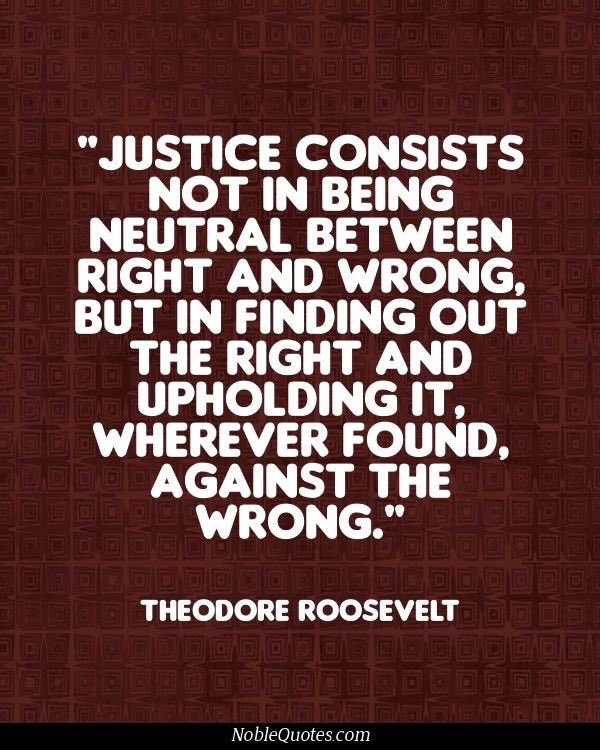 "JUSTICE CONSISTS
NOT IN BEING
NEUTRAL BETWEEN
RIGHT AND WRONG,
BUT IN FINDING OUT
THE RIGHT AND
UPHOLDING IT,
WHEREVER FOUND,
AGAINST THE
WRONG."
THEODORE ROOSEVELT
NobleQuotes.com